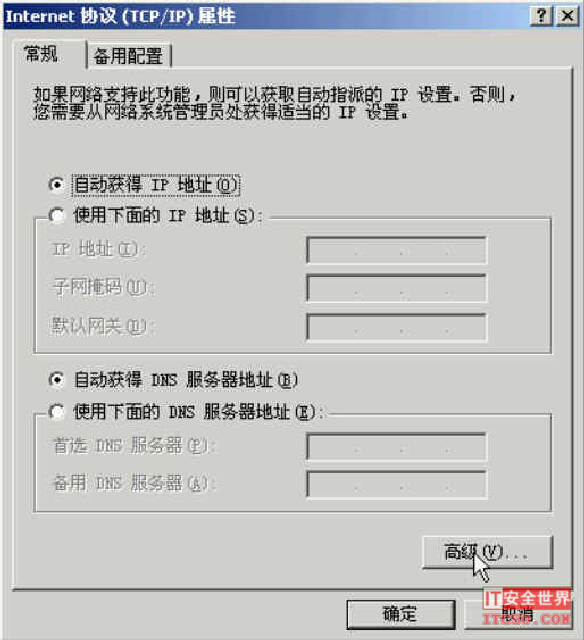 Internet 协议 (TCP/IP) 属性
常规 备用配置
如果网络支持此功能，则可以获取自动指派的 IP 设置。否则，
您需要从网络系统管理员处获得适当的 IP 设置。
自动获得 IP 地址(O)
使用下面的 IP 地址(S):
IP 地址(I):
子网掩码(U):
默认网关(D):
自动获得 DNS 服务器地址(B)
使用下面的 DNS 服务器地址(E):
首选 DNS 服务器(P):
备用 DNS 服务器(A):
高级(V)...
IT安全世界
确定 取消